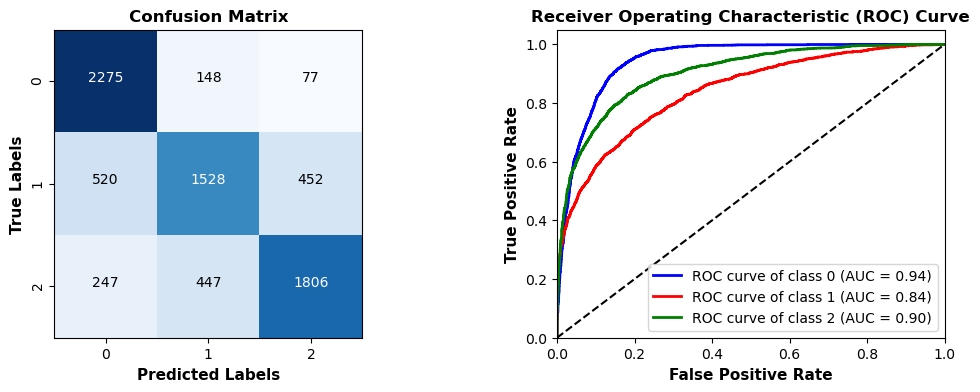 Confusion Matrix
True Labels
0
2275 148 77
1
520 1528 452
2
247 447 1806
0 1 2
Predicted Labels
Receiver Operating Characteristic (ROC) Curve
True Positive Rate
1.0
0.8
0.6
0.4
0.2
0.0
ROC curve of class 0 (AUC = 0.94)
ROC curve of class 1 (AUC = 0.84)
ROC curve of class 2 (AUC = 0.90)
0.0 0.2 0.4 0.6 0.8 1.0
False Positive Rate